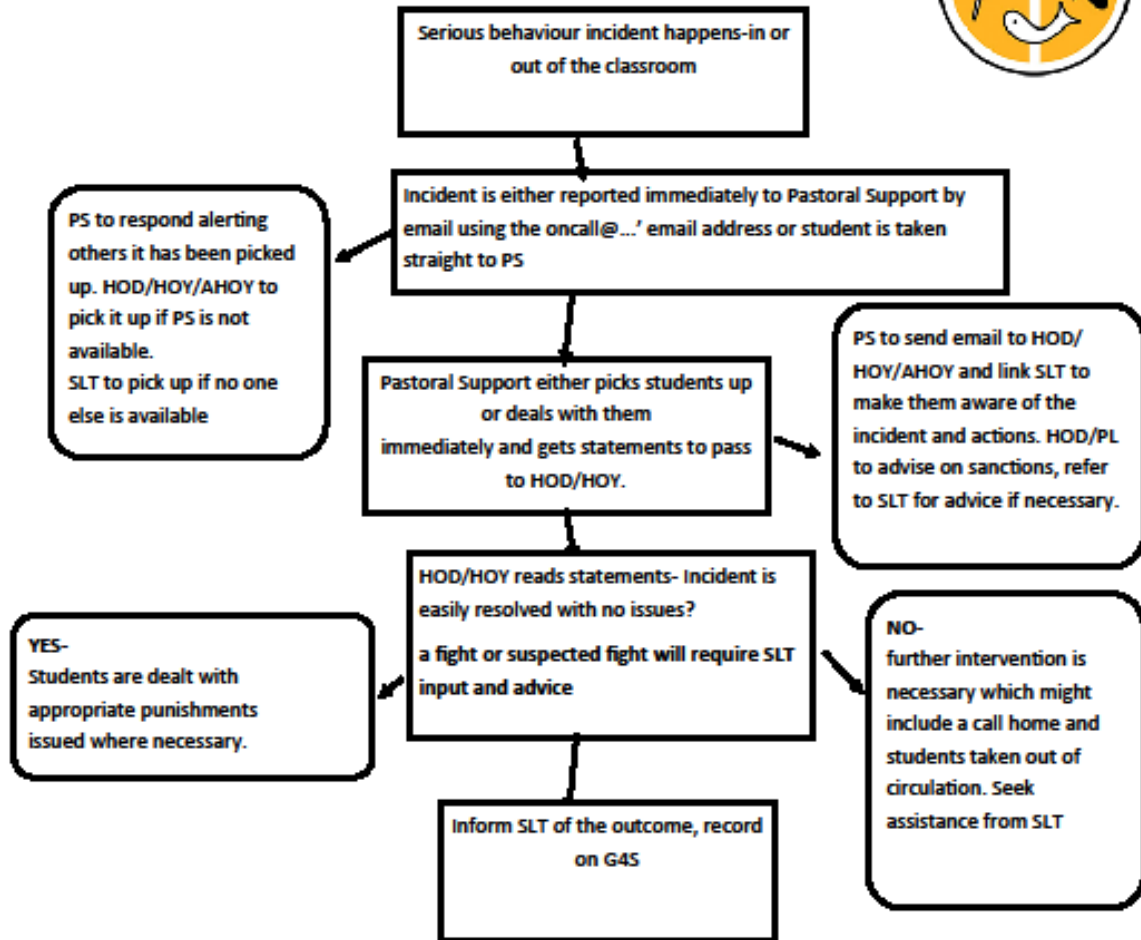 Serious behaviour incident happens-in or
out of the classroom
Incident is either reported immediately to Pastoral Support by
email using the oncall@...' email address or student is taken
straight to PS
PS to respond alerting
others it has been picked
up. HOD/HOY/AHOY to
pick it up if PS is not
available.
SLT to pick up if no one
else is available
Pastoral Support either picks students up
or deals with them
immediately and gets statements to pass
to HOD/HOY.
PS to send email to HOD/
HOY/AHOY and link SLT to
make them aware of the
incident and actions. HOD/PL
to advise on sanctions, refer
to SLT for advice if necessary.
HOD/HOY reads statements- Incident is
easily resolved with no issues?
a fight or suspected fight will require SLT
input and advice
YES-
Students are dealt with
appropriate punishments
issued where necessary.
NO-
further intervention is
necessary which might
include a call home and
students taken out of
circulation. Seek
assistance from SLT
Inform SLT of the outcome, record
on G4S